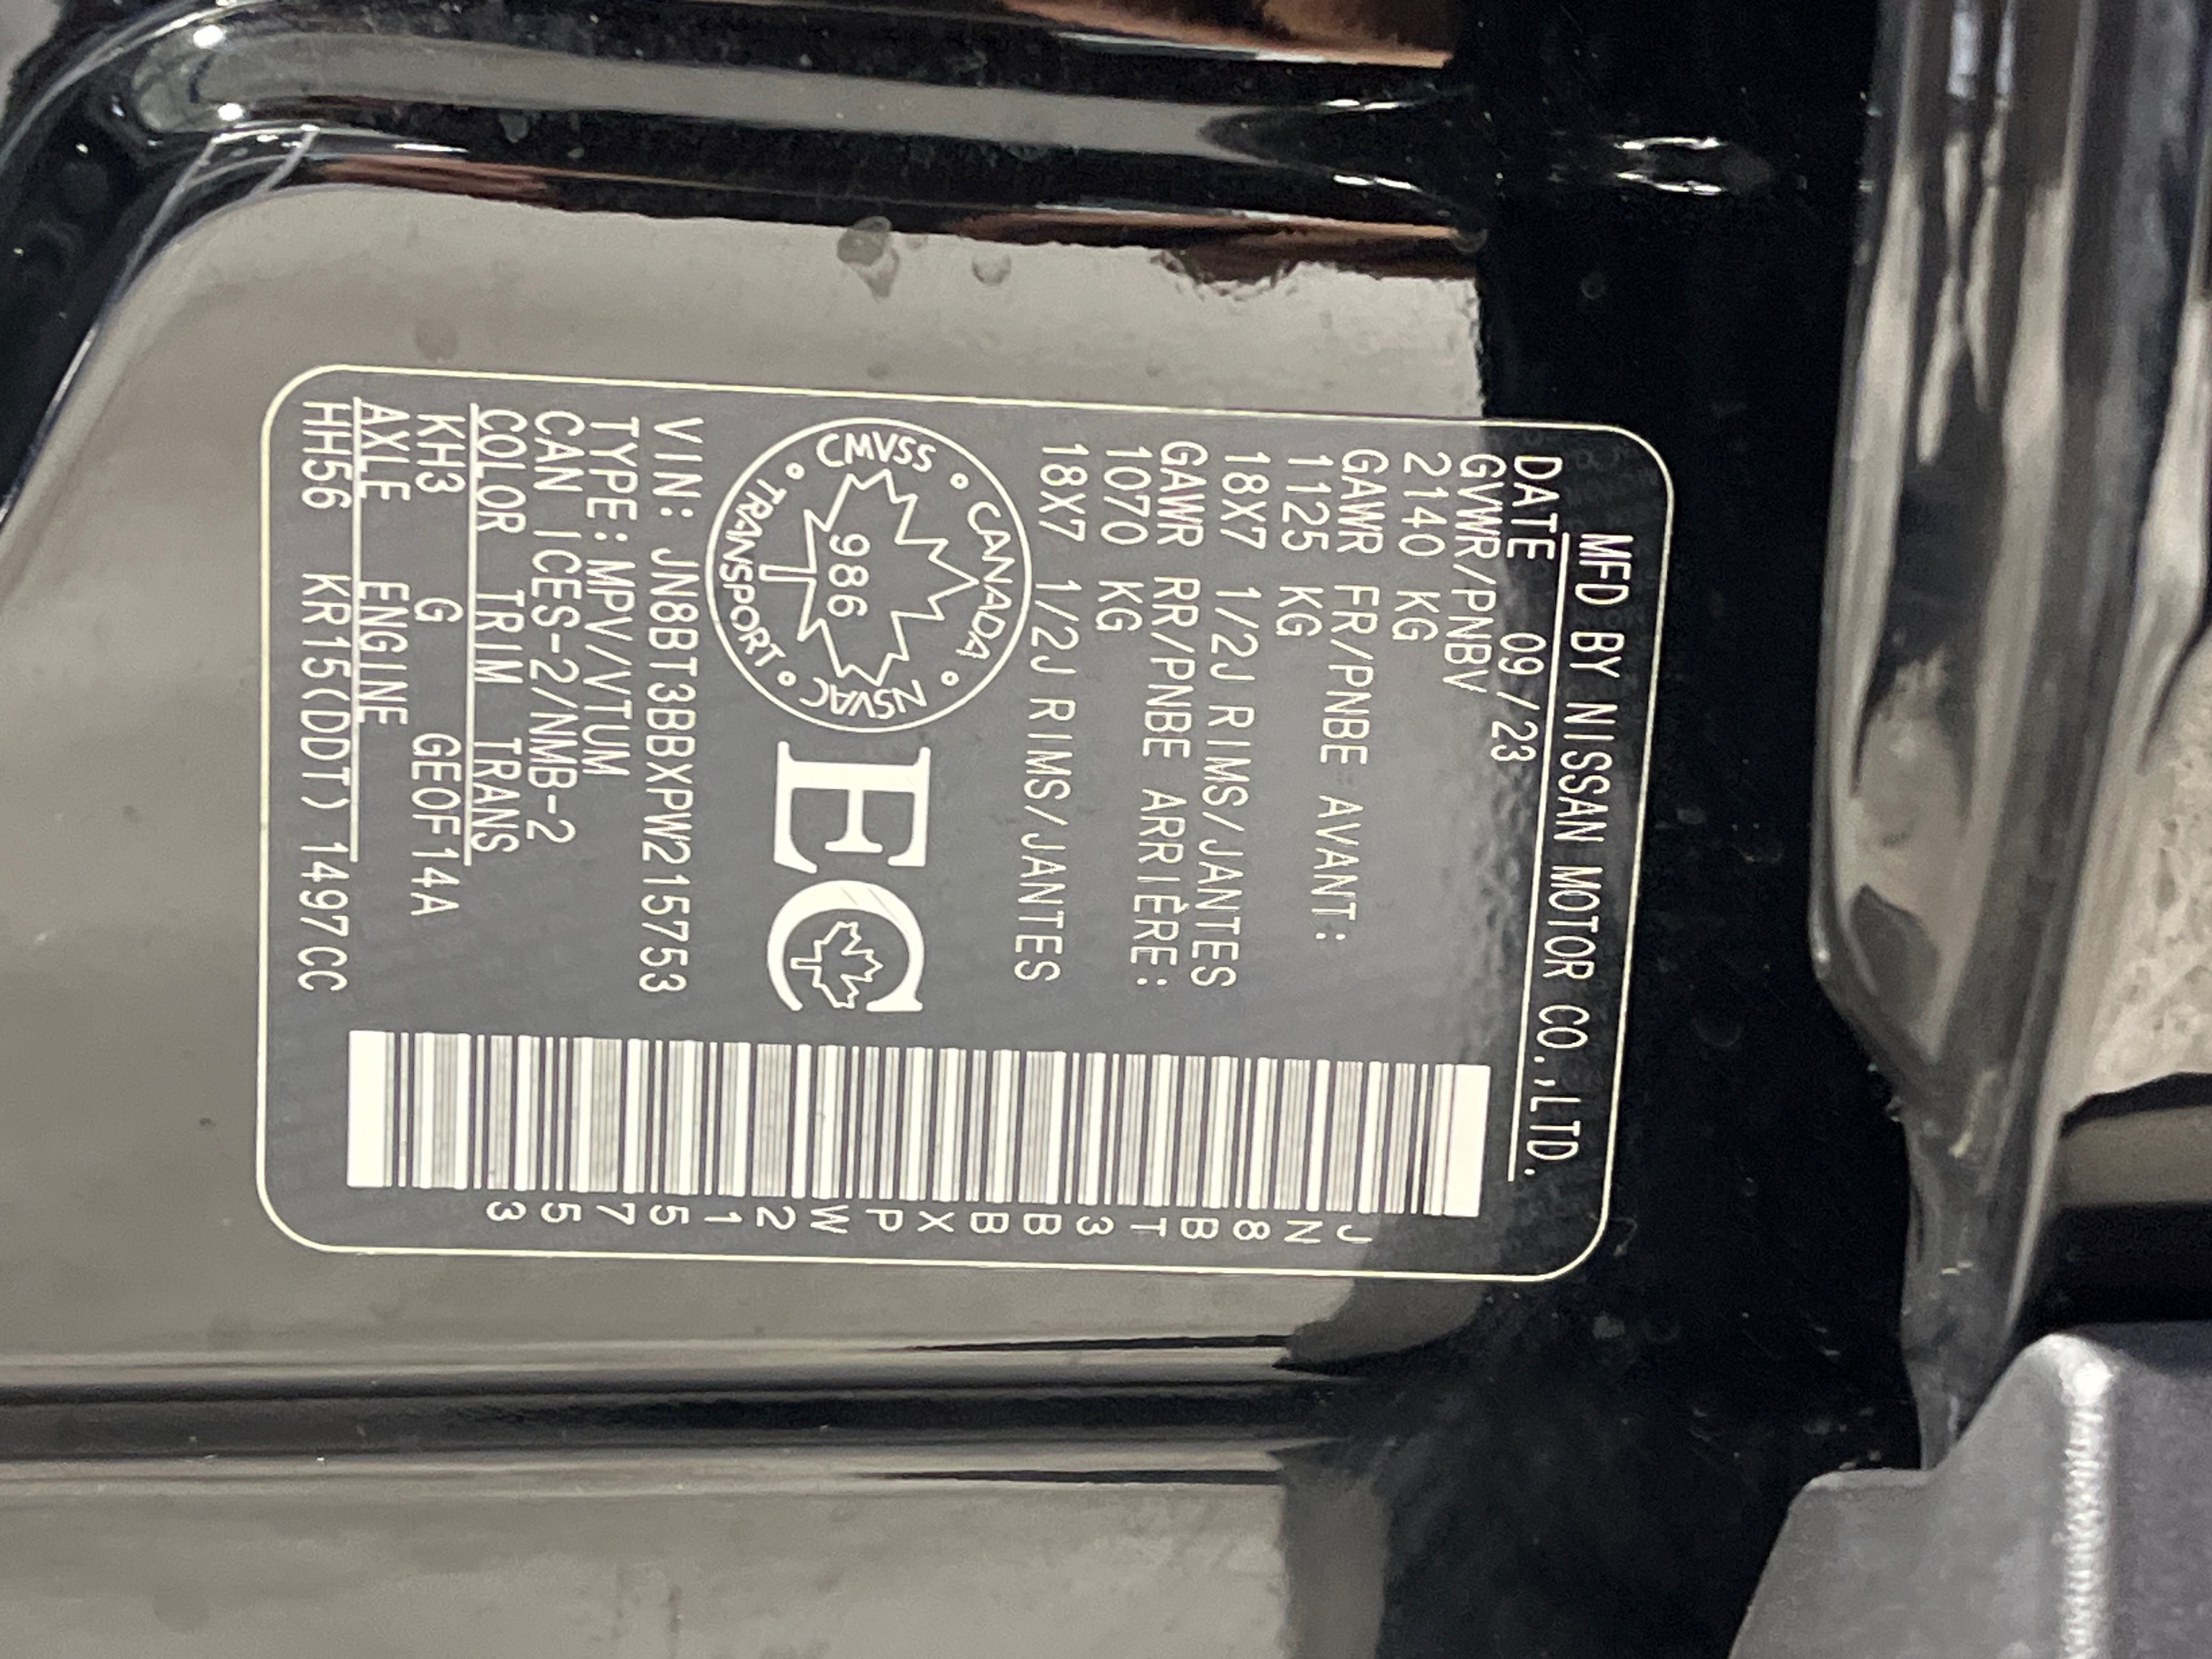 MFD BY NISSAN MOTOR CO.,LTD.
DATE 09/23
GVWR/PNBV
2140 KG
GAWR FR/PNBE AVANT:
1125 KG
18X7 1/2J RIMS/JANTES
GAWR RR/PNBE ARRIÈRE:
1070 KG
18X7 1/2J RIMS/JANTES
CMVSS • CANADA • NSVAC • TRANSPORT •
986
EC
VIN: JN8BT3BBXPW215753
TYPE:MPV/VTUM
CAN ICES-2/NMB-2
COLOR TRIM TRANS
KH3 G GE0F14A
AXLE ENGINE
HH56 KR15(DDT) 1497CC
JN8BT3BBXPW215753